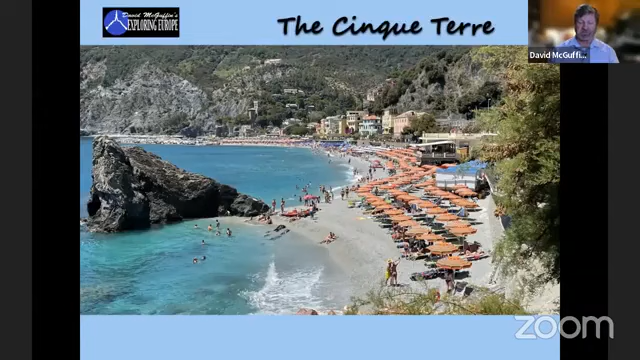 David McGuffin's
EXPLORING EUROPE
The Cinque Terre
David McGuffi...
zoom